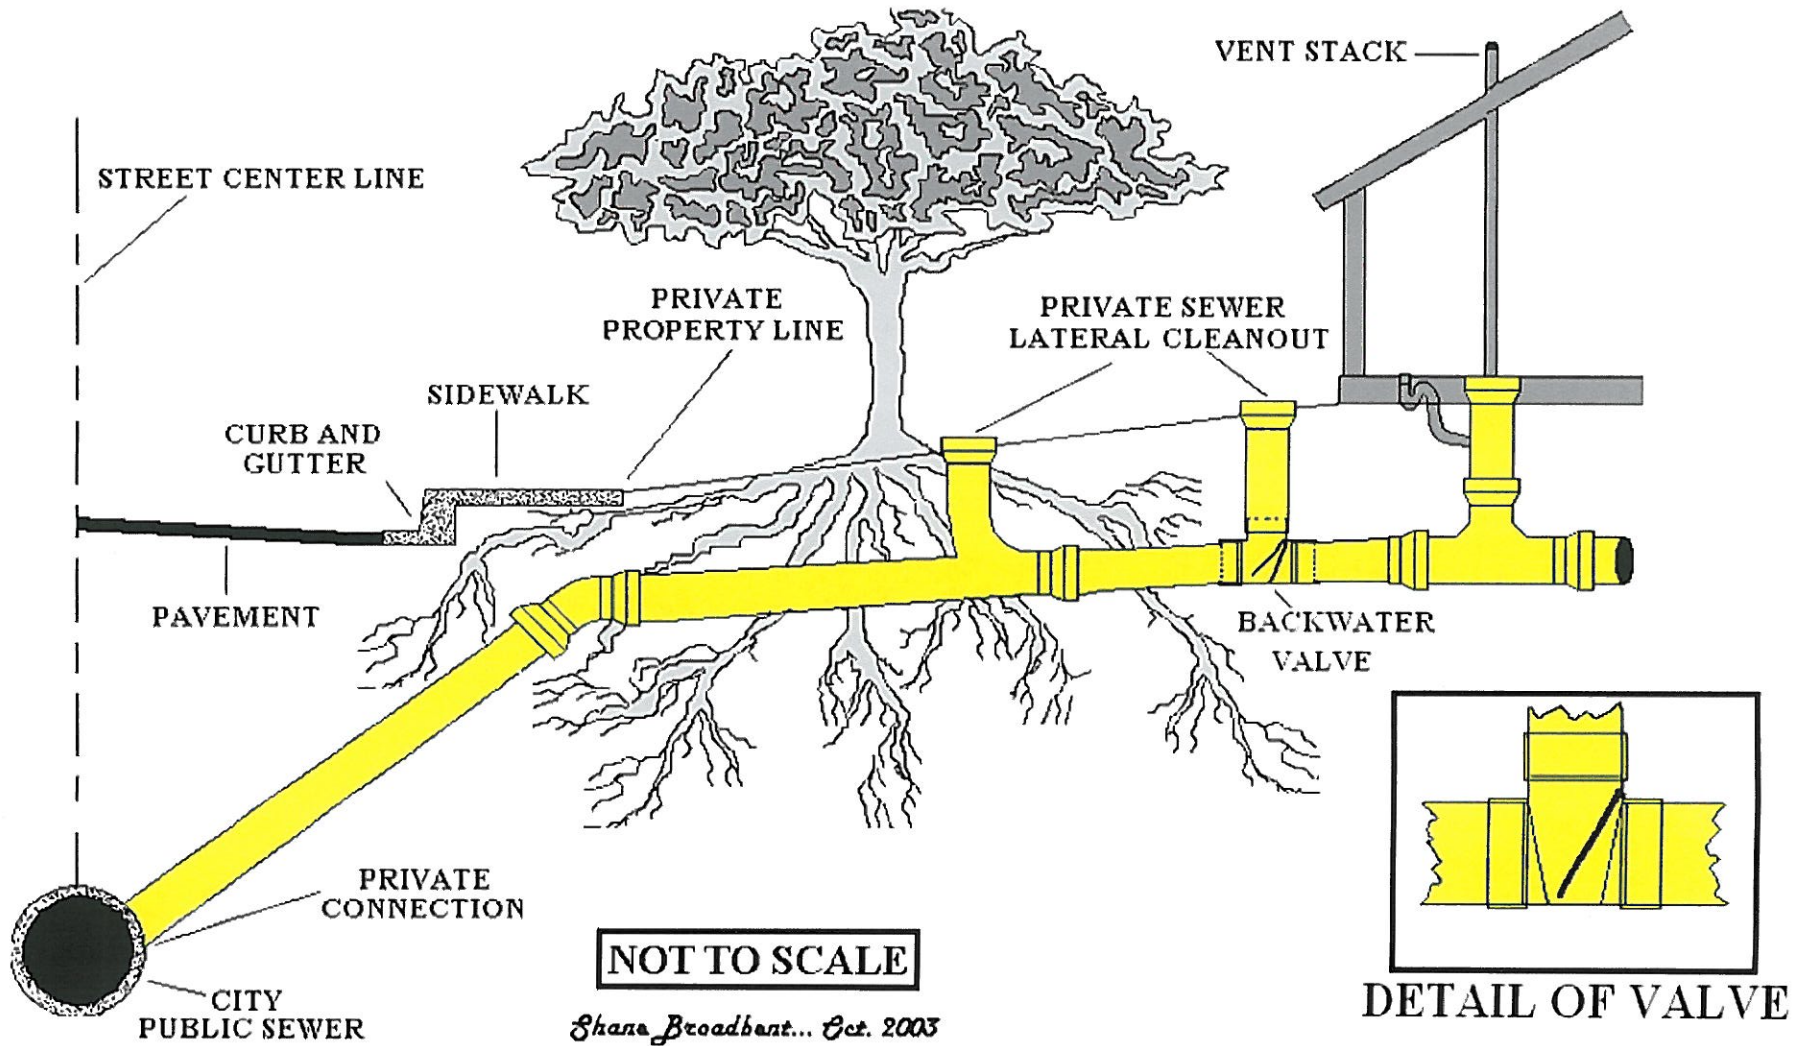 VENT STACK
STREET CENTER LINE
PRIVATE
PROPERTY LINE
PRIVATE SEWER
LATERAL CLEANOUT
SIDEWALK
CURB AND
GUTTER
PAVEMENT
BACKWATER
VALVE
PRIVATE
CONNECTION
NOT TO SCALE
CITY
PUBLIC SEWER
Shane Broadbent... Oct. 2003
DETAIL OF VALVE